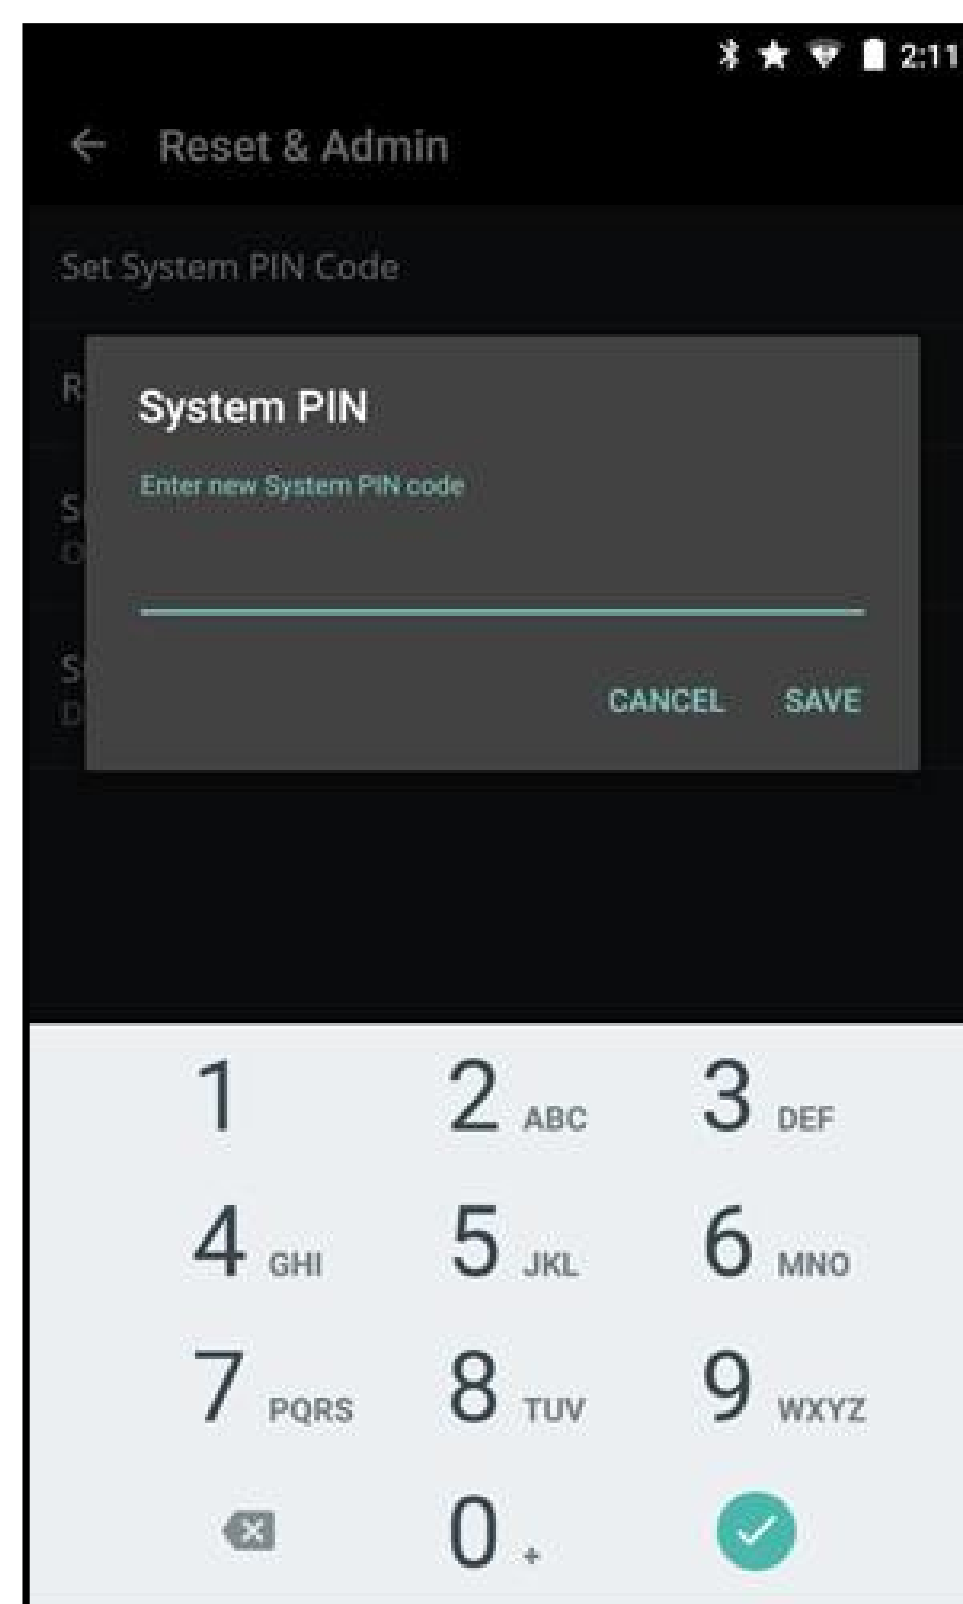 2:11
Reset & Admin
Set System PIN Code
R
System PIN
Enter new System PIN code
S
D
S
D
CANCEL SAVE
1 2 ABC 3 DEF
4 GHI 5 JKL 6 MNO
7 PQRS 8 TUV 9 WXYZ
0 +